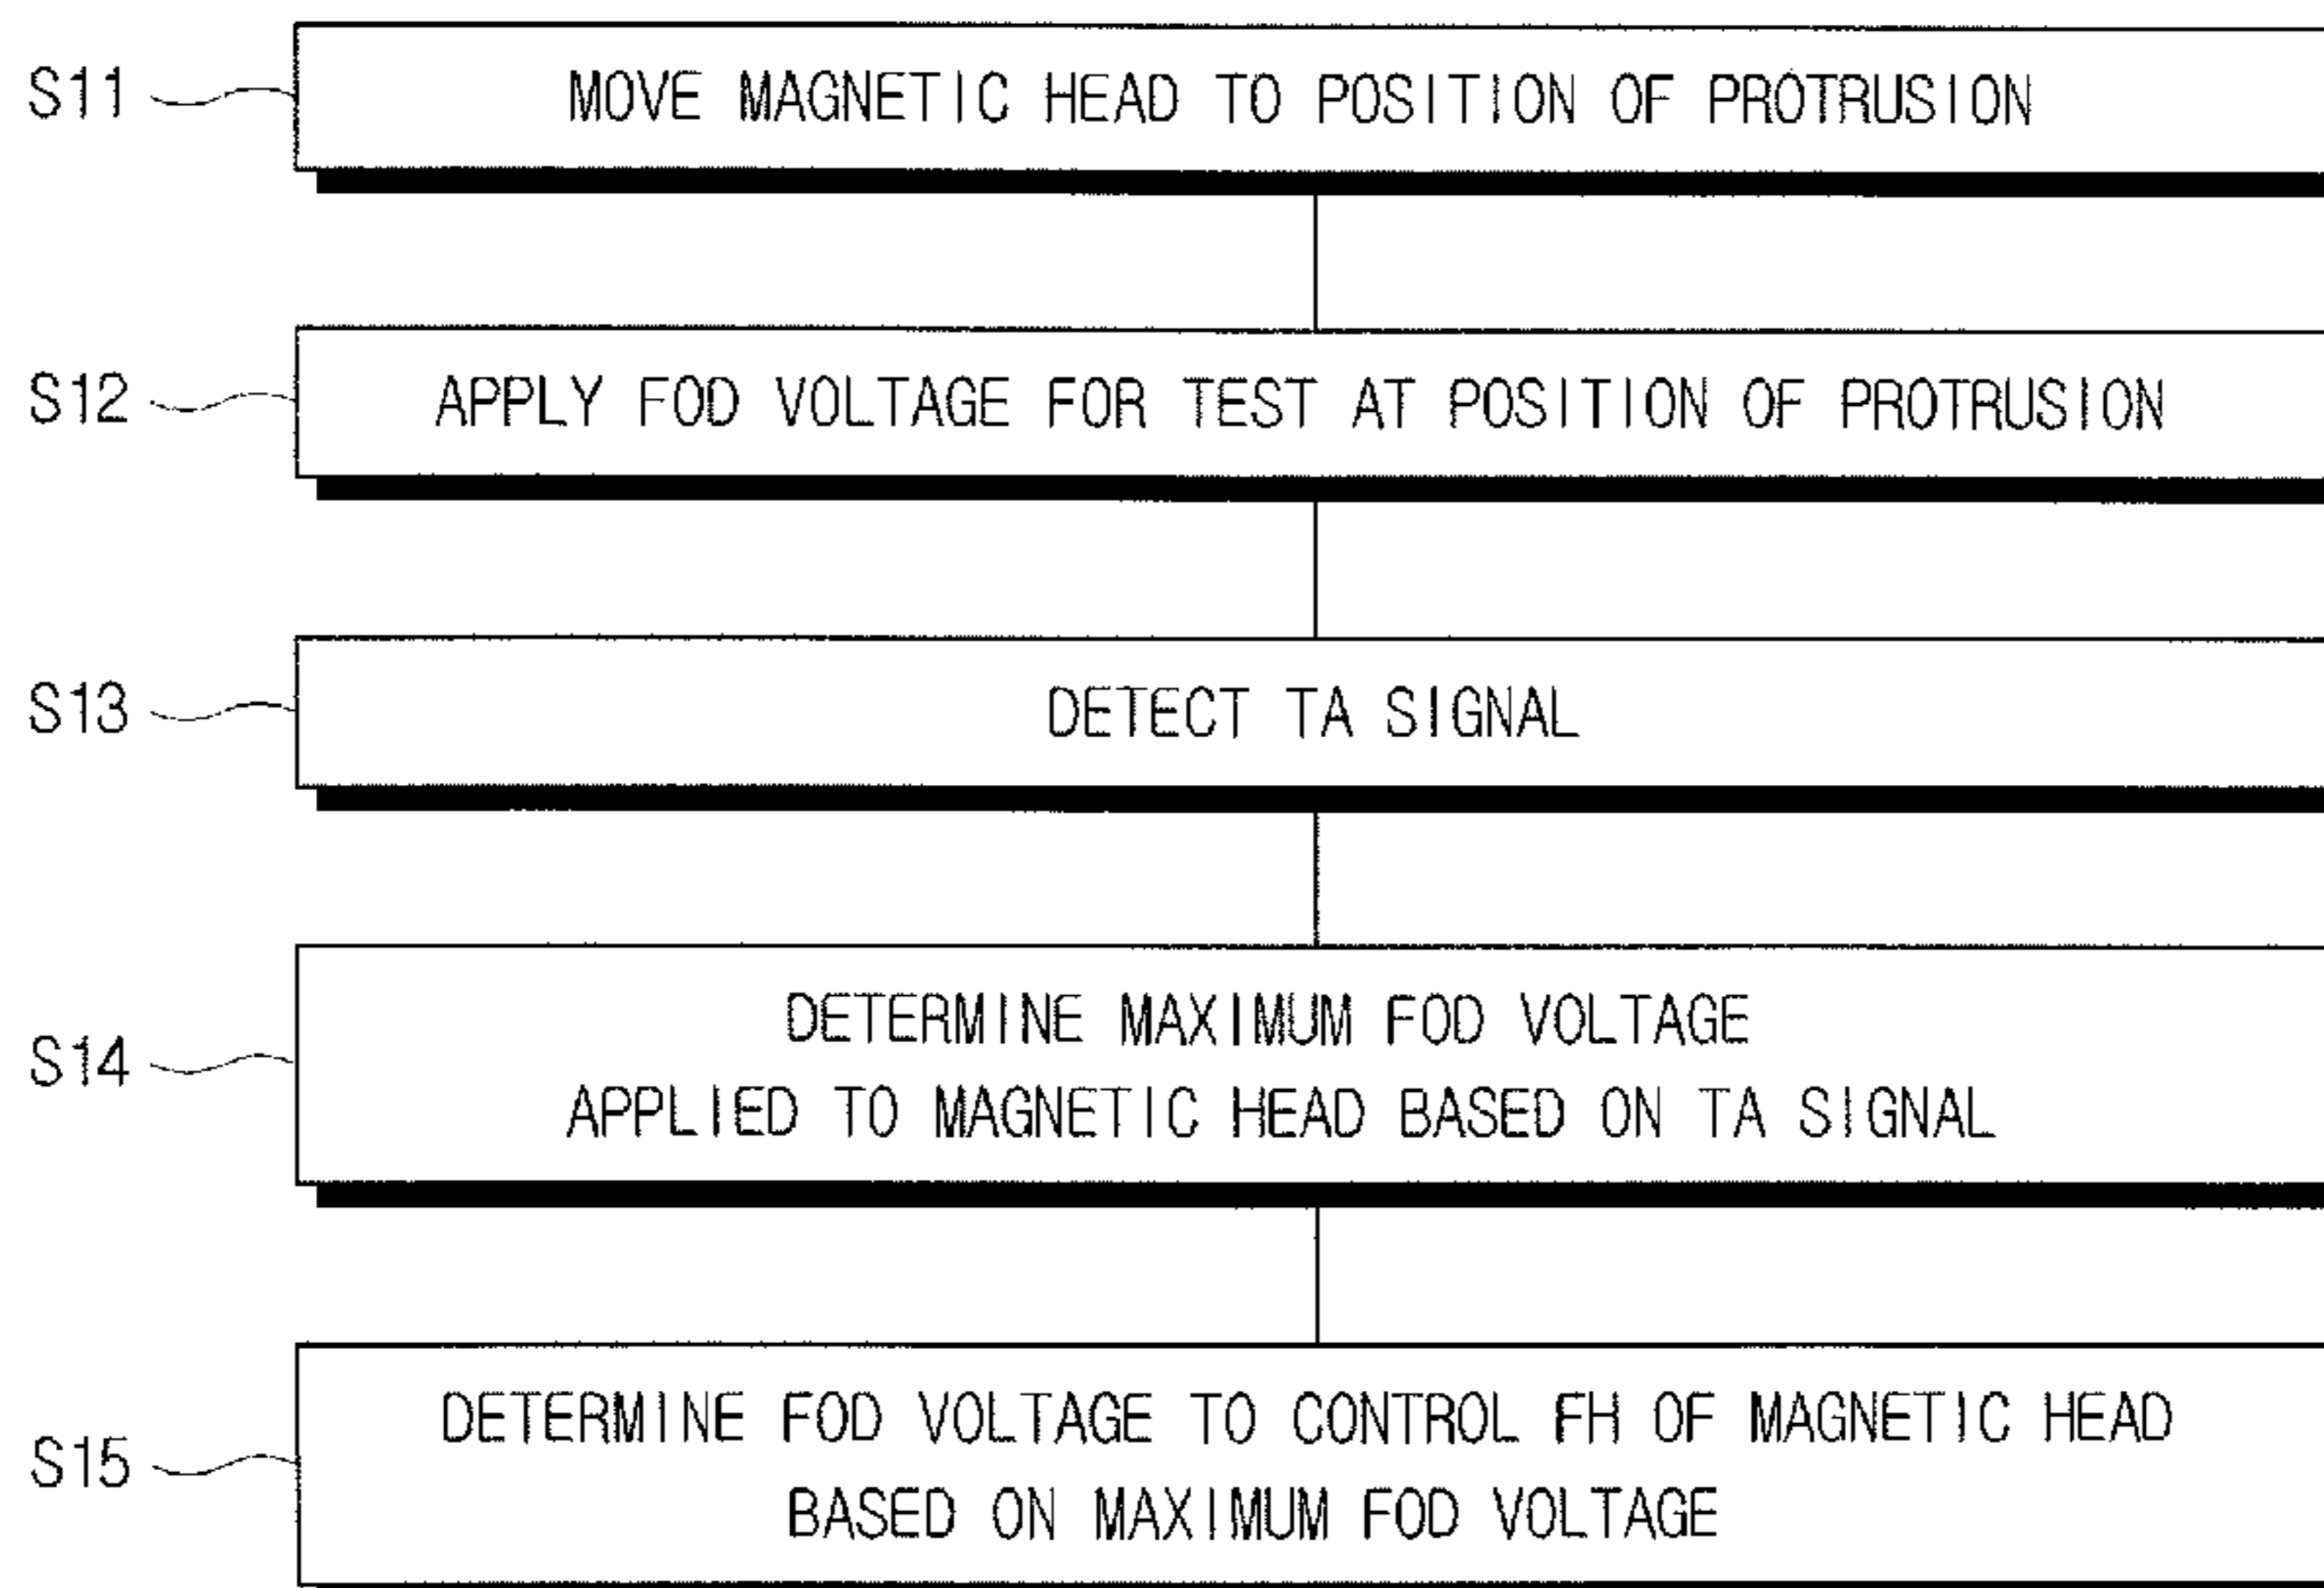 S11 MOVE MAGNETIC HEAD TO POSITION OF PROTRUSION
S12 APPLY FOD VOLTAGE FOR TEST AT POSITION OF PROTRUSION
S13 DETECT TA SIGNAL
S14 DETERMINE MAXIMUM FOD VOLTAGE
APPLIED TO MAGNETIC HEAD BASED ON TA SIGNAL
S15 DETERMINE FOD VOLTAGE TO CONTROL FH OF MAGNETIC HEAD
BASED ON MAXIMUM FOD VOLTAGE